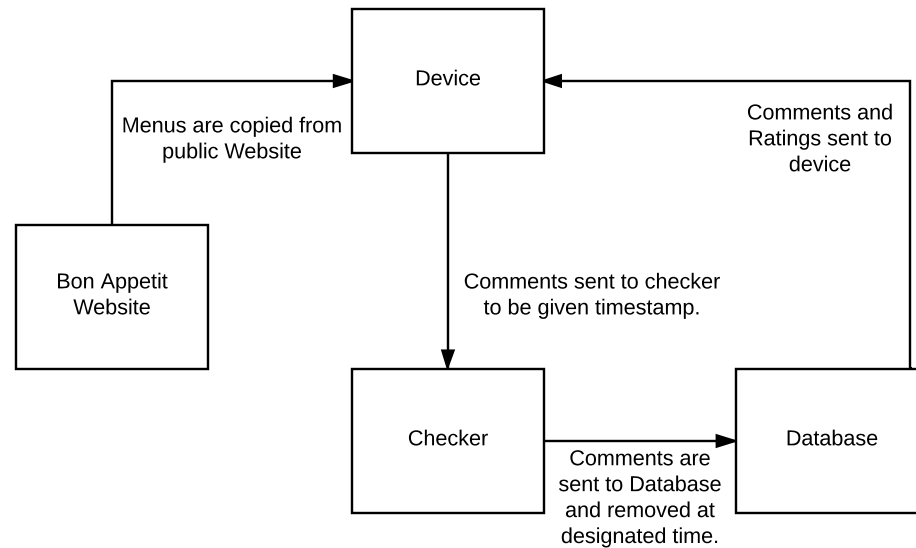 Device
Menus are copied from
public Website
Comments and
Ratings sent to
device
Bon Appetit
Website
Comments sent to checker
to be given timestamp.
Checker
Database
Comments are
sent to Database
and removed at
designated time.